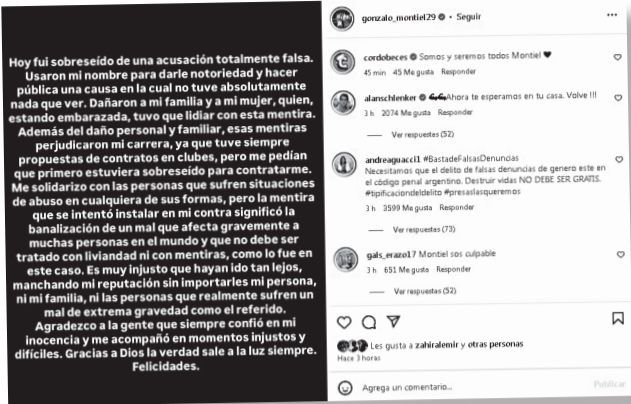 Hoy fui sobreseído de una acusación totalmente falsa.
Usaron mi nombre para darle notoriedad y hacer
pública una causa en la cual no tuve absolutamente
nada que ver. Dañaron a mi familia y a mi mujer, quien,
estando embarazada, tuvo que lidiar con esta mentira.
Además del daño personal y familiar, esas mentiras
perjudicaron mi carrera, ya que tuve siempre
propuestas de contratos en clubes, pero me pedían
que primero estuviera sobreseído para contratarme.
Me solidarizo con las personas que sufren situaciones
de abuso en cualquiera de sus formas, pero la mentira
que se intentó instalar en mi contra significó la
banalización de un mal que afecta gravemente a
muchas personas en el mundo y que no debe ser
tratado con liviandad ni con mentiras, como lo fue en
este caso. Es muy injusto que hayan ido tan lejos,
manchando mi reputación sin importarles mi persona,
ni mi familia, ni las personas que realmente sufren un
mal de extrema gravedad como el referido.
Agradezco a la gente que siempre confió en mi
inocencia y me acompañó en momentos injustos y
difíciles. Gracias a Dios la verdad sale a la luz siempre.
Felicidades.
gonzalo_montiel29 • Seguir
cordobeces Somos y seremos todos Montiel 🖤
45 min 45 Me gusta Responder
alanschlenker Ahora te esperamos en tu casa. Volve !!!
3 h 2074 Me gusta Responder
Ver respuestas (52)
andreaguacci1 #BastadeFalsasDenuncias
Necesitamos que el delito de falsas denuncias de genero este en
el código penal argentino. Destruir vidas NO DEBE SER GRATIS.
#tipificaciondeldelito #presaslasqueremos
3 h 3599 Me gusta Responder
Ver respuestas (73)
gals_erazo17 Montiel sos culpable
3 h 651 Me gusta Responder
Ver respuestas (52)
Les gusta a zahiralemir y otras personas
Hace 3 horas
Agrega un comentario...
Publicar